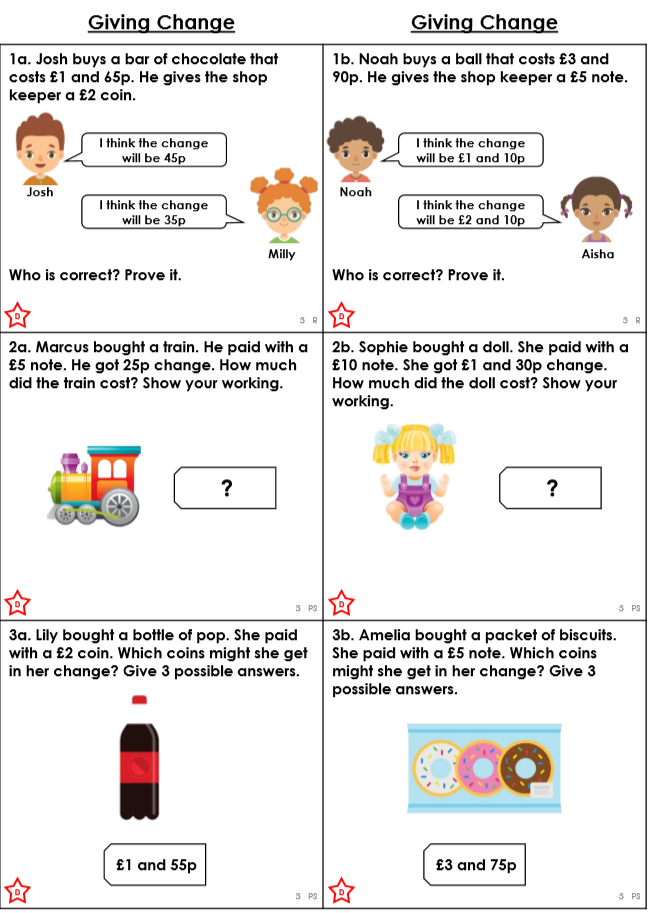 Giving Change
Giving Change
1a. Josh buys a bar of chocolate that
costs £1 and 65p. He gives the shop
keeper a £2 coin.
I think the change
will be 45p
Josh
I think the change
will be 35p
Milly
Who is correct? Prove it.
D
S R
1b. Noah buys a ball that costs £3 and
90p. He gives the shop keeper a £5 note.
I think the change
will be £1 and 10p
Noah
I think the change
will be £2 and 10p
Aisha
Who is correct? Prove it.
D
S R
2a. Marcus bought a train. He paid with a
£5 note. He got 25p change. How much
did the train cost? Show your working.
?
D
S PS
2b. Sophie bought a doll. She paid with a
£10 note. She got £1 and 30p change.
How much did the doll cost? Show your
working.
?
D
S PS
3a. Lily bought a bottle of pop. She paid
with a £2 coin. Which coins might she get
in her change? Give 3 possible answers.
£1 and 55p
D
S PS
3b. Amelia bought a packet of biscuits.
She paid with a £5 note. Which coins
might she get in her change? Give 3
possible answers.
£3 and 75p
D
S PS